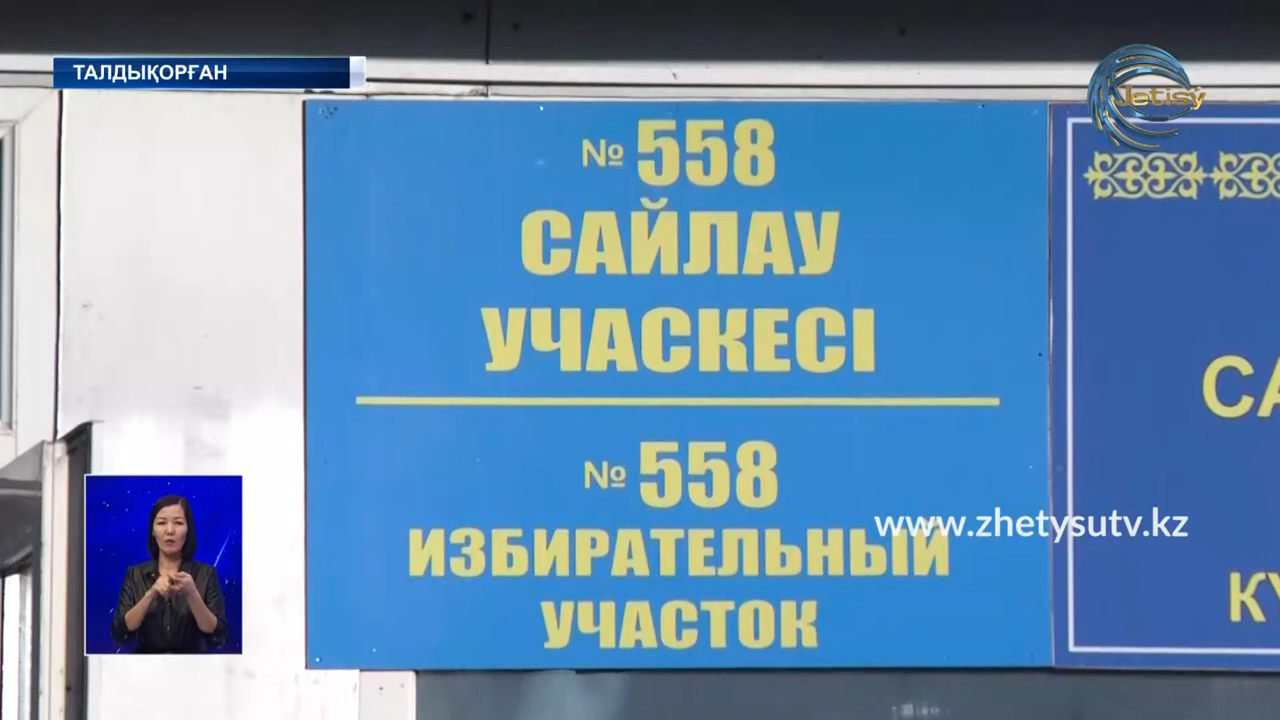 ТАЛДЫҚОРҒАН
Jetisý
№ 558
САЙЛАУ
УЧАСКЕСІ
№ 558
ИЗБИРАТЕЛЬНЫЙ
УЧАСТОК
www.zhetysutv.kz